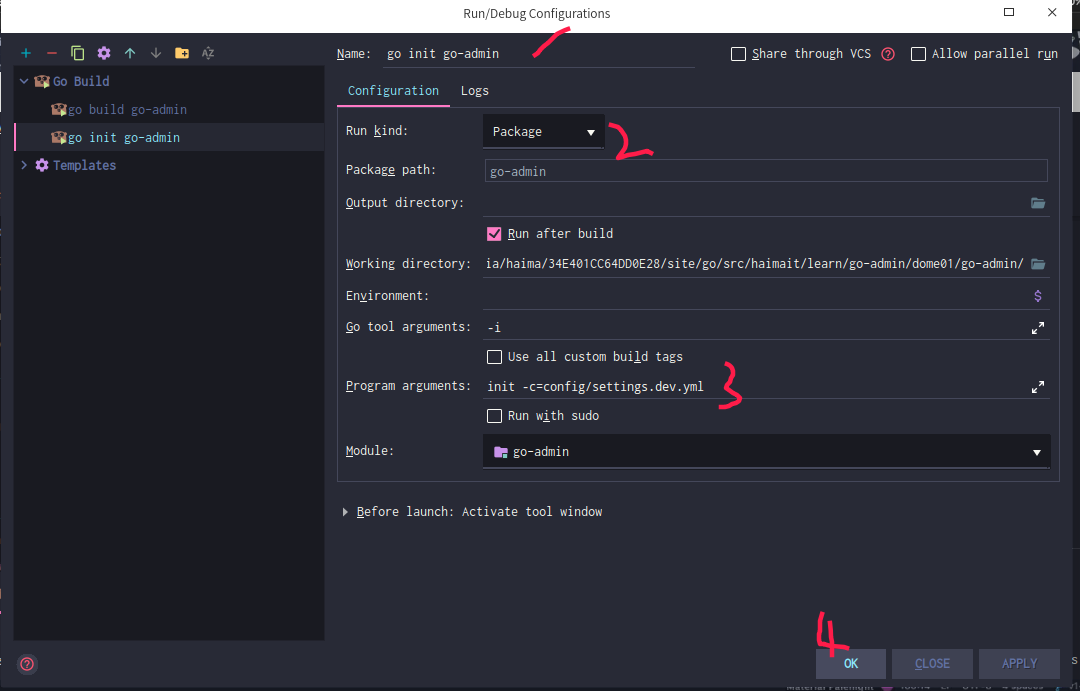 Run/Debug Configurations
Name: go init go-admin
Share through VCS ?
Allow parallel run
Go Build
go build go-admin
go init go-admin
Templates
Configuration Logs
Run kind: Package 2
Package path: go-admin
Output directory:
Run after build
Working directory: ia/haima/34E401CC64DD0E28/site/go/src/haimait/learn/go-admin/dome01/go-admin/
Environment: $
Go tool arguments: -i
Use all custom build tags
Program arguments: init -c=config/settings.dev.yml 3
Run with sudo
Module: go-admin
Before launch: Activate tool window
4
? OK CLOSE APPLY